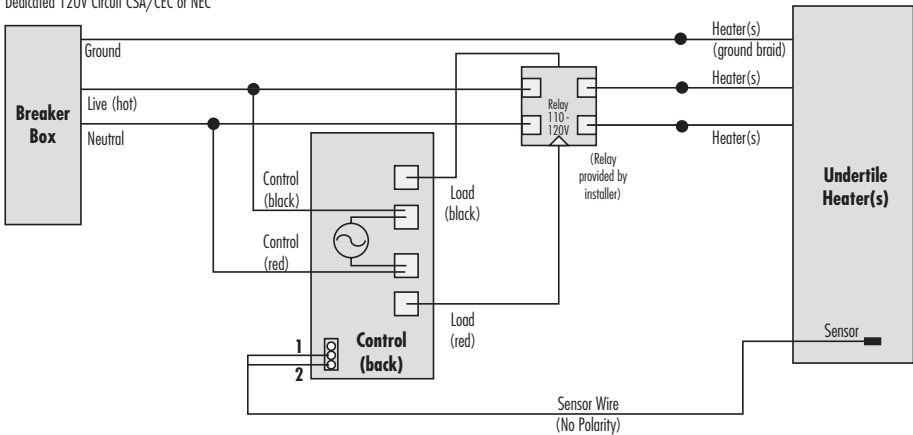 Dedicated 120V Circuit CSA/CEC or NEC
Breaker
Box
Ground
Live (hot)
Neutral
Control
(black)
Control
(red)
Load
(black)
Load
(red)
Relay
110 -
120V
(Relay
provided by
installer)
Heater(s)
(ground braid)
Heater(s)
Heater(s)
Undertile
Heater(s)
Sensor
1
2
Control
(back)
Sensor Wire
(No Polarity)